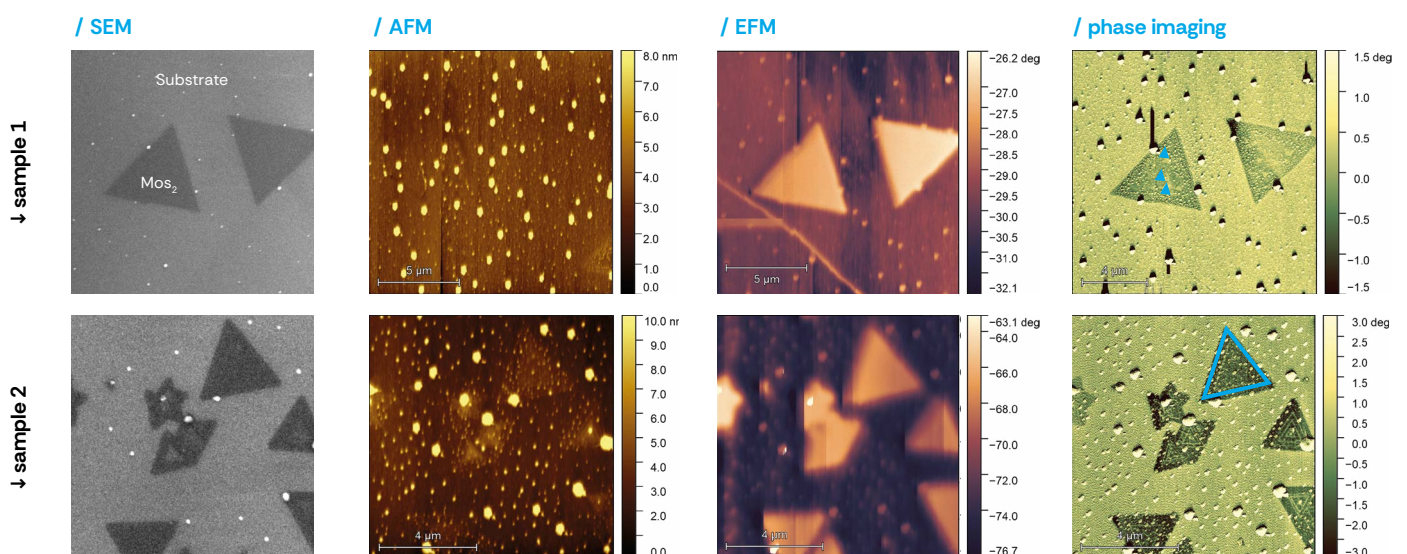 / SEM
/ AFM
/ EFM
/ phase imaging
↓ sample 1
Substrate
Mos₂
5 µm
8.0 nm
7.0
6.0
5.0
4.0
3.0
2.0
1.0
0.0
5 µm
−26.2 deg
−27.0
−27.5
−28.0
−28.5
−29.0
−29.5
−30.0
−30.5
−31.0
−32.1
4 µm
1.5 deg
1.0
0.5
0.0
−0.5
−1.0
−1.5
↓ sample 2
4 µm
10.0 nr
9.0
8.0
7.0
6.0
5.0
4.0
3.0
2.0
0.0
4 µm
−63.1 deg
−64.0
−66.0
−68.0
−70.0
−72.0
−74.0
−76.7
4 µm
3.0 deg
2.5
2.0
1.5
1.0
0.5
0.0
−0.5
−1.0
−1.5
−2.0
−3.0